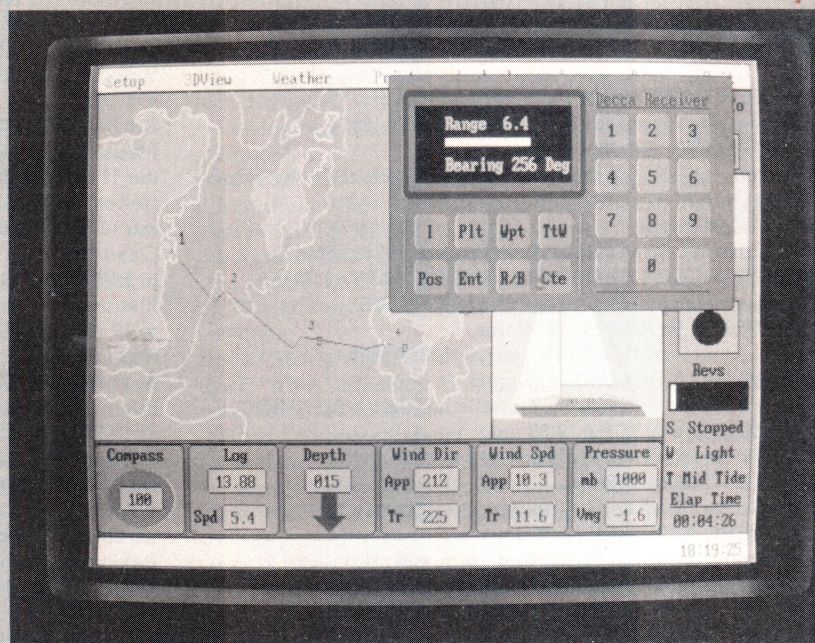 Setup 3DView Weather
Decca Receiver
Range 6.4
Bearing 256 Deg
1 2 3
4 5 6
7 8 9
0
I Plt Wpt TtW
Pos Ent R/B Cte
1
2
3
4
Revs
S Stopped
W Light
T Mid Tide
Elap Time
00:04:26
Compass
100
Log
13.88
Spd 5.4
Depth
015
Wind Dir
App 212
Tr 225
Wind Spd
App 10.3
Tr 11.6
Pressure
mb 1000
Vmg -1.6
18:19:25